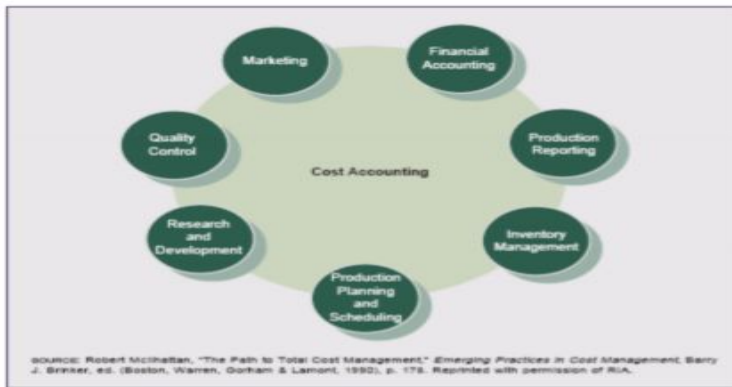 Marketing
Financial
Accounting
Quality
Control
Production
Reporting
Cost Accounting
Research
and
Development
Inventory
Management
Production
Planning
and
Scheduling
SOURCE: Robert McIlhattan, "The Path to Total Cost Management," Emerging Practices in Cost Management, Barry
J. Brinker, ed. (Boston, Warren, Gorham & Lamont, 1990), p. 178. Reprinted with permission of RIA.